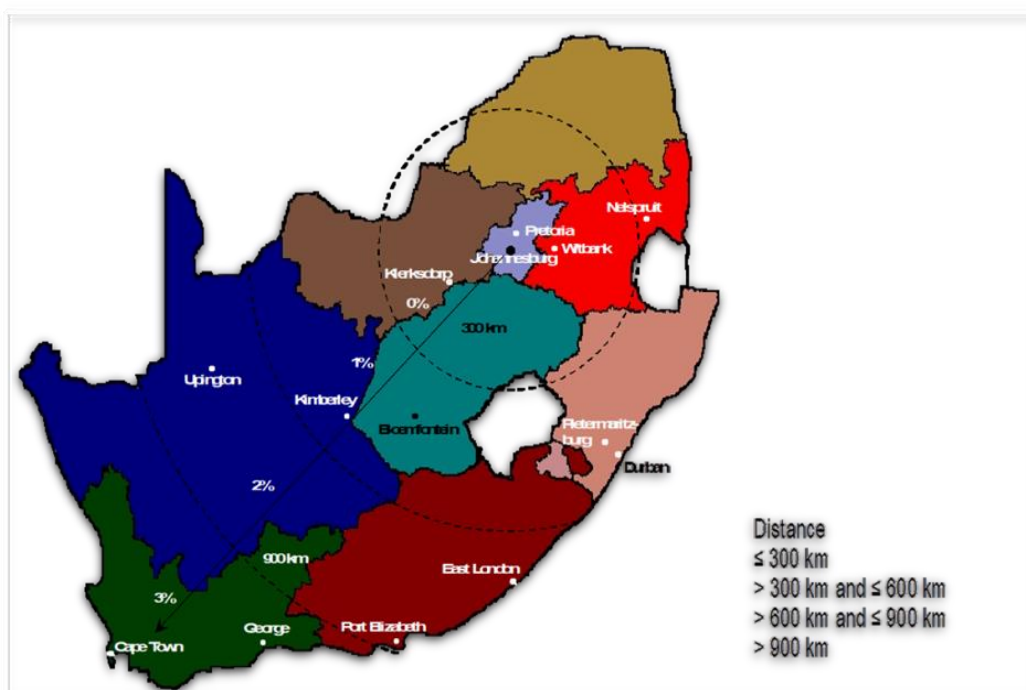 Nelspruit
Pretoria
Johannesburg
Witbank
Klerksdorp
0%
300 km
1%
Upington
Kimberley
Bloemfontein
Pietermaritz-
burg
Durban
2%
900 km
East London
3%
George
Port Elizabeth
Cape Town
Distance
≤ 300 km
> 300 km and ≤ 600 km
> 600 km and ≤ 900 km
> 900 km